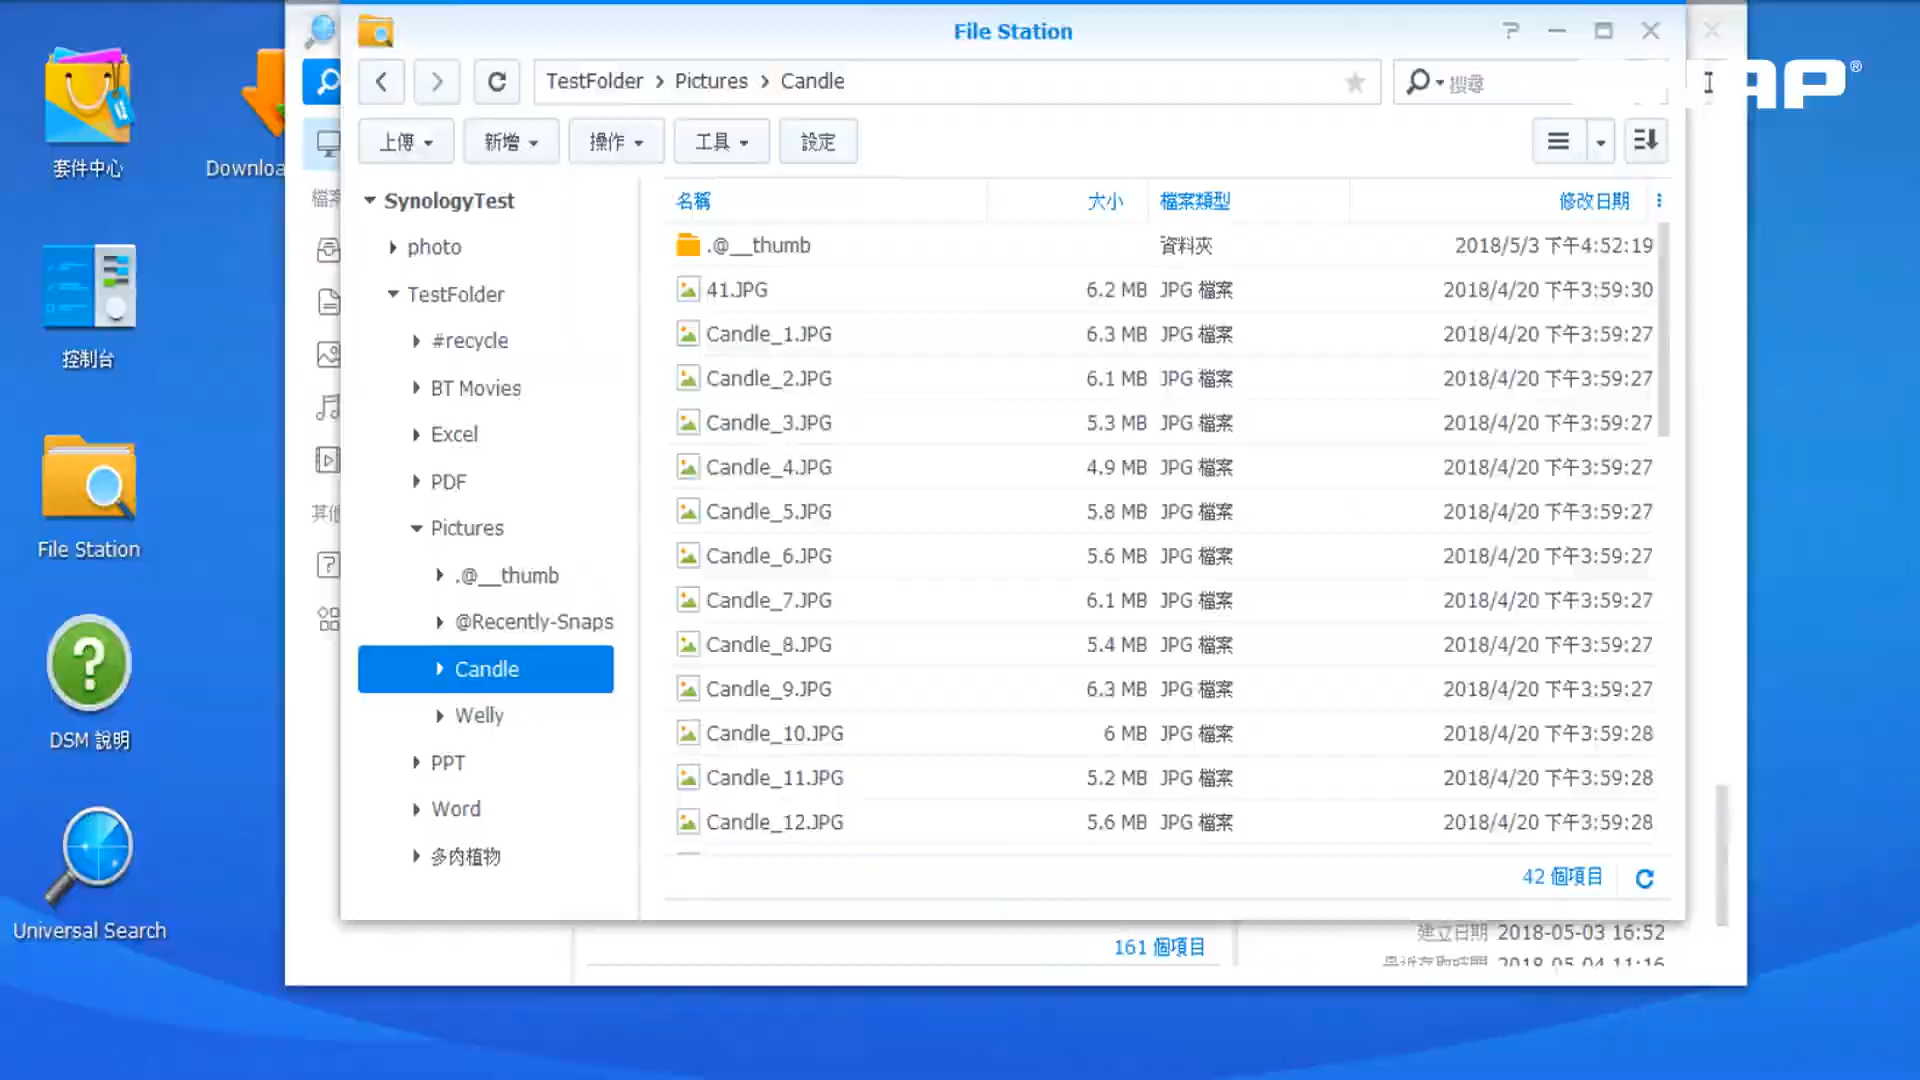 File Station
TestFolder > Pictures > Candle
搜尋
上傳
新增
操作
工具
設定
套件中心
控制台
File Station
DSM 說明
Universal Search
SynologyTest
photo
TestFolder
#recycle
BT Movies
Excel
PDF
Pictures
.@__thumb
@Recently-Snaps
Candle
Welly
PPT
Word
多肉植物
名稱 大小 檔案類型 修改日期
.@__thumb 資料夾 2018/5/3 下午4:52:19
41.JPG 6.2 MB JPG 檔案 2018/4/20 下午3:59:30
Candle_1.JPG 6.3 MB JPG 檔案 2018/4/20 下午3:59:27
Candle_2.JPG 6.1 MB JPG 檔案 2018/4/20 下午3:59:27
Candle_3.JPG 5.3 MB JPG 檔案 2018/4/20 下午3:59:27
Candle_4.JPG 4.9 MB JPG 檔案 2018/4/20 下午3:59:27
Candle_5.JPG 5.8 MB JPG 檔案 2018/4/20 下午3:59:27
Candle_6.JPG 5.6 MB JPG 檔案 2018/4/20 下午3:59:27
Candle_7.JPG 6.1 MB JPG 檔案 2018/4/20 下午3:59:27
Candle_8.JPG 5.4 MB JPG 檔案 2018/4/20 下午3:59:27
Candle_9.JPG 6.3 MB JPG 檔案 2018/4/20 下午3:59:27
Candle_10.JPG 6 MB JPG 檔案 2018/4/20 下午3:59:28
Candle_11.JPG 5.2 MB JPG 檔案 2018/4/20 下午3:59:28
Candle_12.JPG 5.6 MB JPG 檔案 2018/4/20 下午3:59:28
42 個項目
161 個項目
建立日期 2018-05-03 16:52
2018-05-04 11:16